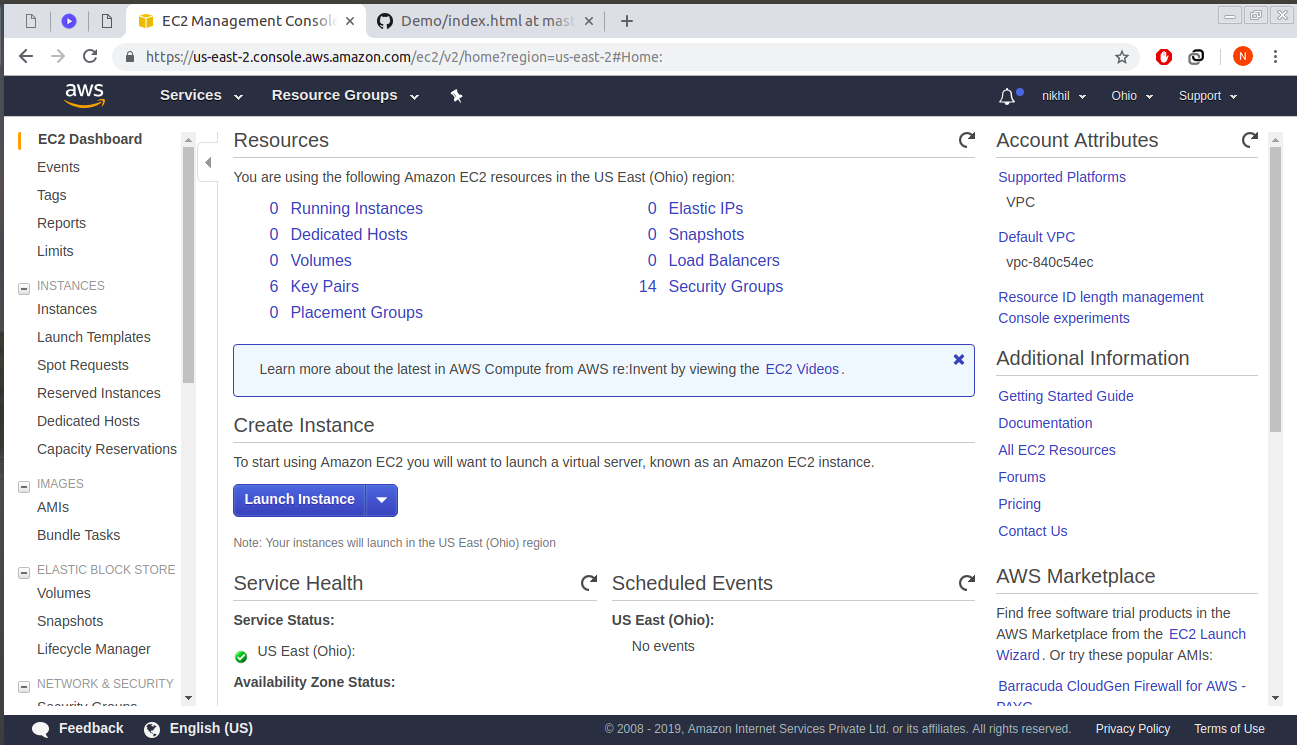 EC2 Management Console
Demo/index.html at mast
https://us-east-2.console.aws.amazon.com/ec2/v2/home?region=us-east-2#Home:
N
aws
Services
Resource Groups
nikhil
Ohio
Support
EC2 Dashboard
Events
Tags
Reports
Limits
INSTANCES
Instances
Launch Templates
Spot Requests
Reserved Instances
Dedicated Hosts
Capacity Reservations
IMAGES
AMIs
Bundle Tasks
ELASTIC BLOCK STORE
Volumes
Snapshots
Lifecycle Manager
NETWORK & SECURITY
Security Groups
Resources
You are using the following Amazon EC2 resources in the US East (Ohio) region:
0 Running Instances
0 Elastic IPs
0 Dedicated Hosts
0 Snapshots
0 Volumes
0 Load Balancers
6 Key Pairs
14 Security Groups
0 Placement Groups
Learn more about the latest in AWS Compute from AWS re:Invent by viewing the EC2 Videos.
Create Instance
To start using Amazon EC2 you will want to launch a virtual server, known as an Amazon EC2 instance.
Launch Instance
Note: Your instances will launch in the US East (Ohio) region
Service Health
Service Status:
US East (Ohio):
Availability Zone Status:
Scheduled Events
US East (Ohio):
No events
Account Attributes
Supported Platforms
VPC
Default VPC
vpc-840c54ec
Resource ID length management
Console experiments
Additional Information
Getting Started Guide
Documentation
All EC2 Resources
Forums
Pricing
Contact Us
AWS Marketplace
Find free software trial products in the
AWS Marketplace from the EC2 Launch
Wizard. Or try these popular AMIs:
Barracuda CloudGen Firewall for AWS -
PAYG
Feedback
English (US)
© 2008 - 2019, Amazon Internet Services Private Ltd. or its affiliates. All rights reserved.
Privacy Policy
Terms of Use